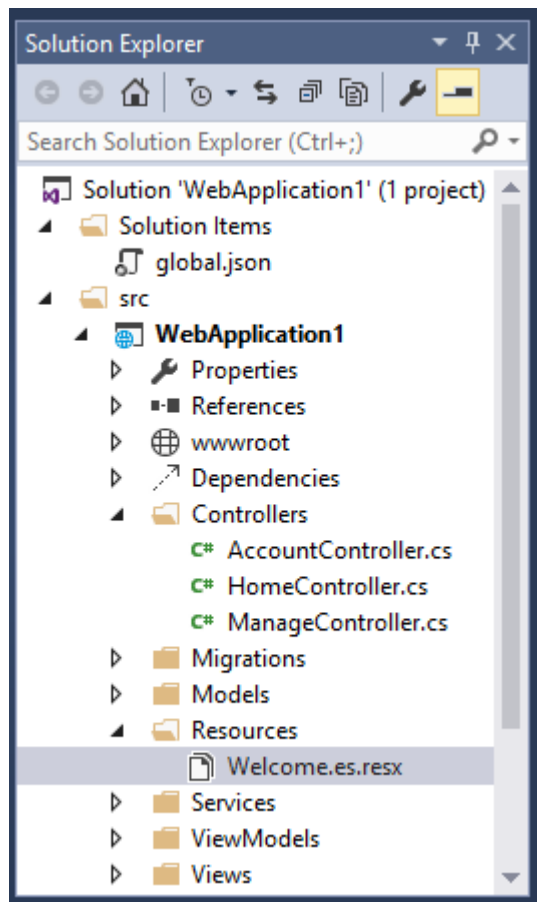 Solution Explorer
Search Solution Explorer (Ctrl+;)
Solution 'WebApplication1' (1 project)
Solution Items
global.json
src
WebApplication1
Properties
References
wwwroot
Dependencies
Controllers
C# AccountController.cs
C# HomeController.cs
C# ManageController.cs
Migrations
Models
Resources
Welcome.es.resx
Services
ViewModels
Views